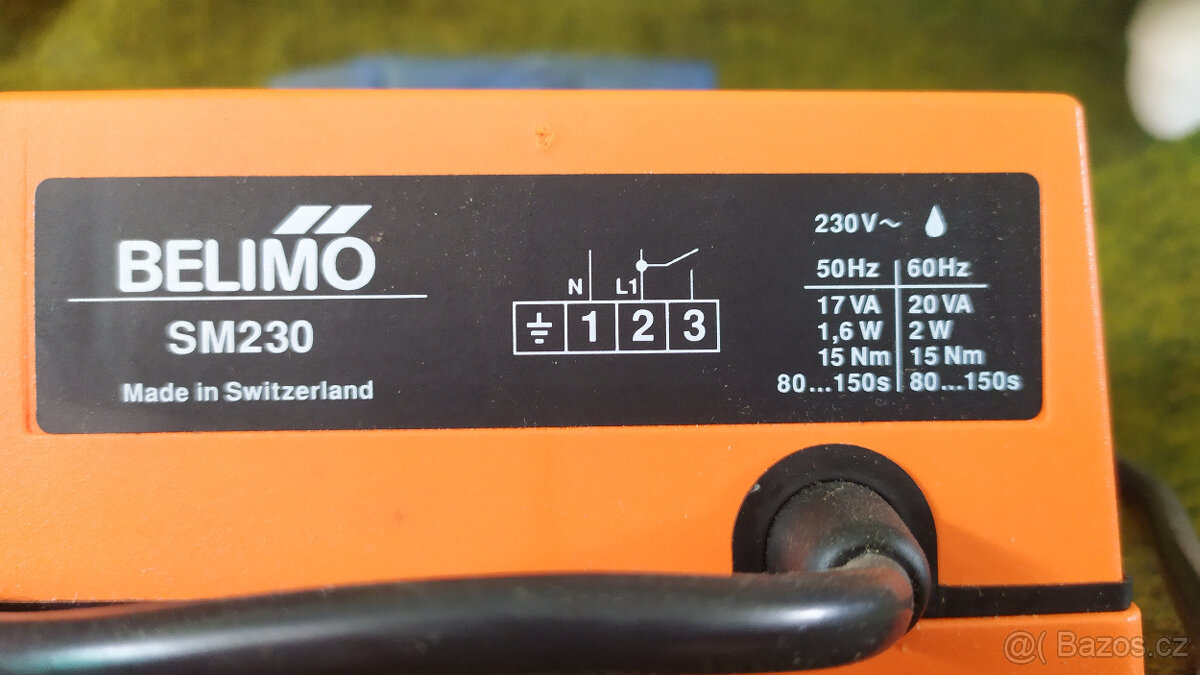 BELIMO
SM230
Made in Switzerland
N L1
1 2 3
230V~
50Hz 60Hz
17 VA 20 VA
1,6 W 2 W
15 Nm 15 Nm
80...150s 80...150s
@( Bazos.cz